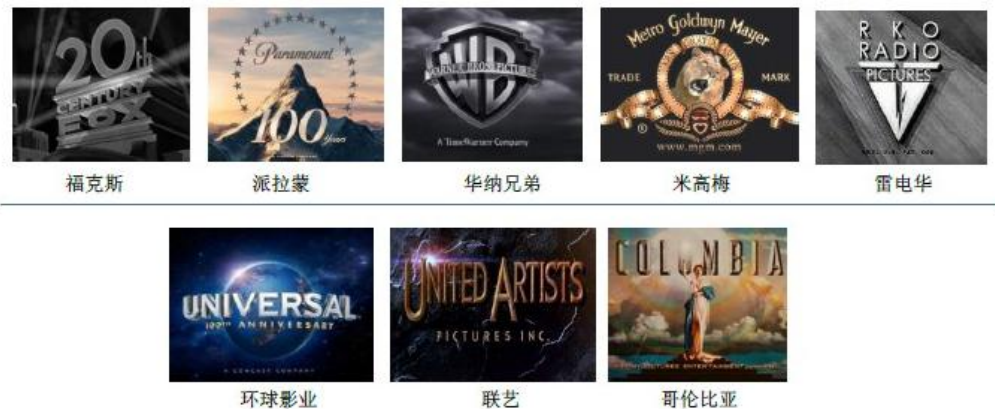 20th
CENTURY
FOX
Paramount
100 Years
WB
WARNER BROS. PICTURES
A TimeWarner Company
Metro Goldwyn Mayer
TRADE MARK
®
www.mgm.com
R K O
RADIO
PICTURES
福克斯 派拉蒙 华纳兄弟 米高梅 雷电华
UNIVERSAL
100TH ANNIVERSARY
A COMCAST COMPANY
UNITED ARTISTS
PICTURES INC.
COLUMBIA
环球影业 联艺 哥伦比亚